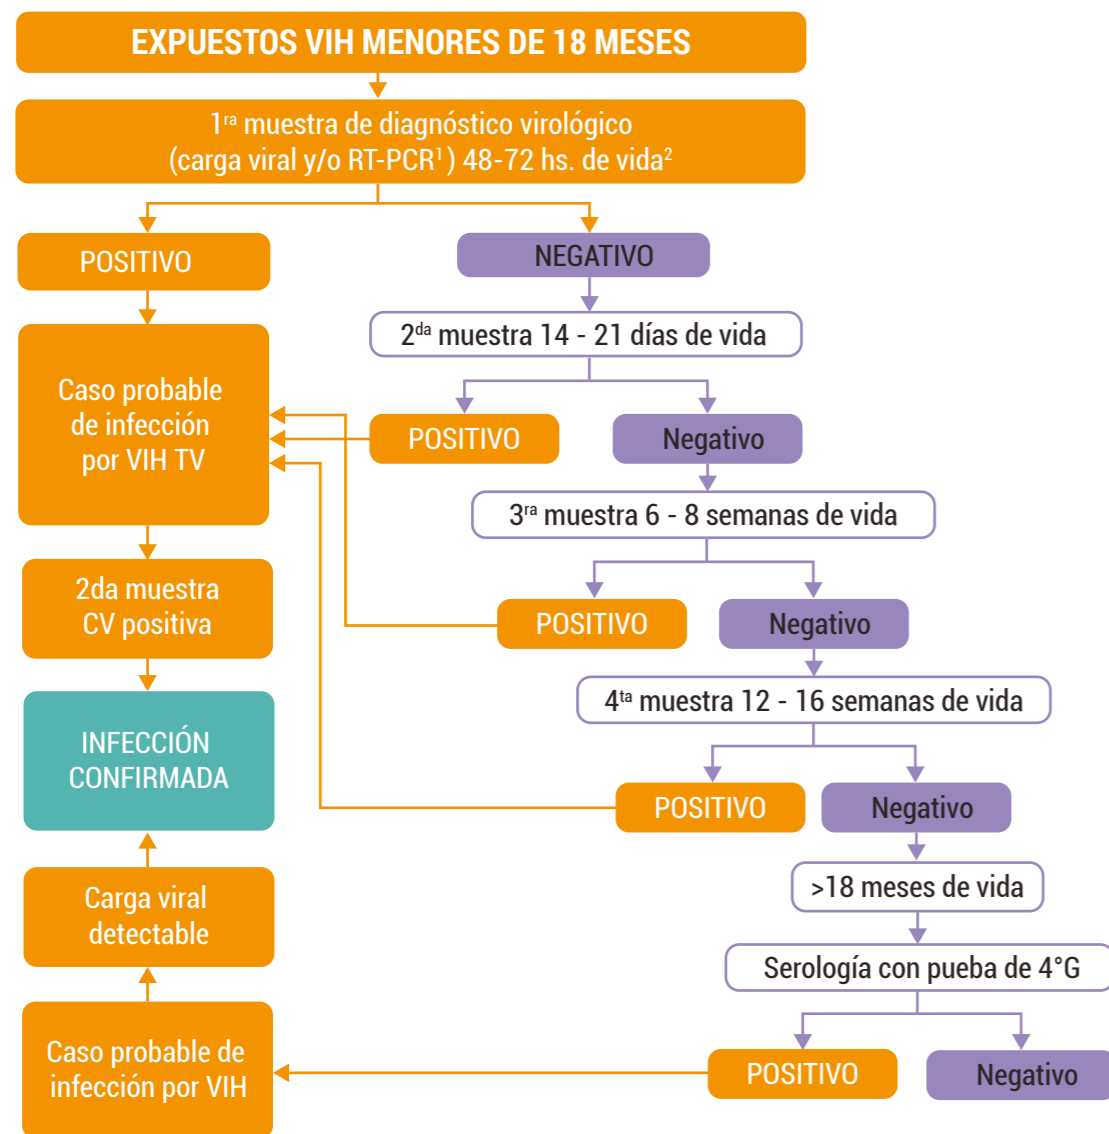 EXPUESTOS VIH MENORES DE 18 MESES
1ra muestra de diagnóstico virológico
(carga viral y/o RT-PCR1) 48-72 hs. de vida2
POSITIVO
NEGATIVO
2da muestra 14 - 21 días de vida
Caso probable
de infección
por VIH TV
POSITIVO
Negativo
3ra muestra 6 - 8 semanas de vida
2da muestra
CV positiva
POSITIVO
Negativo
4ta muestra 12 - 16 semanas de vida
INFECCIÓN
CONFIRMADA
POSITIVO
Negativo
>18 meses de vida
Carga viral
detectable
Serología con pueba de 4°G
Caso probable de
infección por VIH
POSITIVO
Negativo